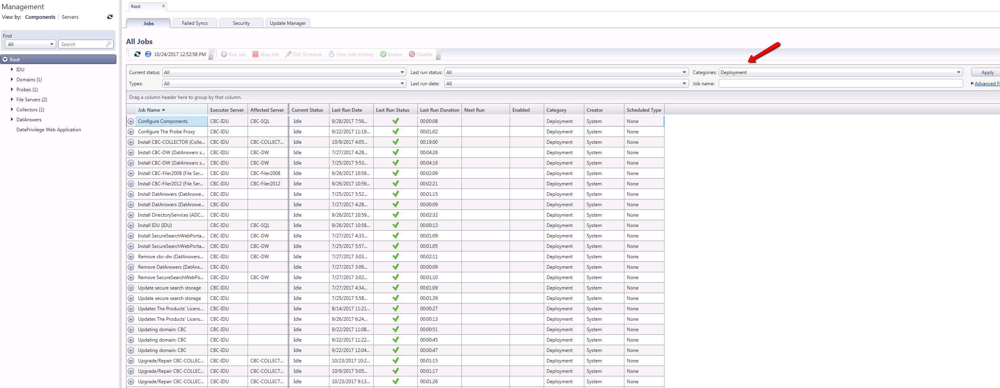 Management
View by: Components | Servers
Find
All Search
Root
IDU
Domains (1)
Probes (1)
File Servers (2)
Collectors (1)
DatAnswers
DataPrivilege Web Application
Root x
Jobs Failed Syncs Security Update Manager
All Jobs
10/24/2017 12:52:58 PM Run Job Stop Job Edit Schedule View Jobs History Enable Disable
Current status: All Last run status: All Categories: Deployment Apply
Types: All Last run date: All Job name: Advanced Fi
Drag a column header here to group by that column.
Job Name Executer Server Affected Server Current Status Last Run Date Last Run Status Last Run Duration Next Run Enabled Category Creator Scheduled Type
Configure Components CBC-IDU CBC-SQL Idle 9/28/2017 7:56... 00:00:08 Deployment System None
Configure The Probe Proxy CBC-IDU Idle 9/22/2017 11:19... 00:01:02 Deployment System None
Install CBC-COLLECTOR (Colle... CBC-IDU CBC-COLLECT... Idle 10/9/2017 4:05... 00:19:00 Deployment System None
Install CBC-DW (DatAnswers s... CBC-IDU CBC-DW Idle 7/27/2017 4:28... 00:04:26 Deployment System None
Install CBC-DW (DatAnswers s... CBC-IDU CBC-DW Idle 7/25/2017 5:53... 00:04:16 Deployment System None
Install CBC-Filer2008 (File Ser... CBC-IDU CBC-Filer2008 Idle 9/26/2017 10:59... 00:02:09 Deployment System None
Install CBC-Filer2012 (File Ser... CBC-IDU CBC-Filer2012 Idle 9/26/2017 10:59... 00:02:21 Deployment System None
Install DatAnswers (DatAnswe... CBC-IDU Idle 7/25/2017 5:52... 00:01:15 Deployment System None
Install DatAnswers (DatAnswe... CBC-IDU Idle 7/27/2017 4:28... 00:00:09 Deployment System None
Install DirectoryServices (ADC... CBC-IDU Idle 9/26/2017 10:59... 00:02:32 Deployment System None
Install IDU (IDU) CBC-IDU CBC-SQL Idle 9/26/2017 10:58... 00:00:13 Deployment System None
Install SecureSearchWebPorta... CBC-IDU CBC-DW Idle 7/27/2017 4:33... 00:01:09 Deployment System None
Install SecureSearchWebPorta... CBC-IDU CBC-DW Idle 7/25/2017 5:57... 00:01:05 Deployment System None
Remove cbc-dw (DatAnswers... CBC-IDU CBC-DW Idle 7/27/2017 3:03... 00:02:11 Deployment System None
Remove DatAnswers (DatAns... CBC-IDU Idle 7/27/2017 3:06... 00:00:09 Deployment System None
Remove SecureSearchWebPo... CBC-IDU CBC-DW Idle 7/27/2017 3:02... 00:01:10 Deployment System None
Update secure search storage CBC-IDU Idle 7/27/2017 4:34... 00:01:09 Deployment System None
Update secure search storage CBC-IDU Idle 7/25/2017 5:58... 00:01:39 Deployment System None
Updates The Products' Licens... CBC-IDU Idle 8/14/2017 11:21... 00:00:27 Deployment System None
Updates The Products' Licens... CBC-IDU Idle 9/26/2017 6:24... 00:00:13 Deployment System None
Updating domain: CBC CBC-IDU Idle 9/22/2017 11:08... 00:00:51 Deployment System None
Updating domain: CBC CBC-IDU Idle 9/22/2017 11:22... 00:00:45 Deployment System None
Updating domain: CBC CBC-IDU Idle 9/22/2017 12:04... 00:00:47 Deployment System None
Upgrade/Repair CBC-COLLEC... CBC-IDU CBC-COLLECT... Idle 10/23/2017 10:2... 00:01:15 Deployment System None
Upgrade/Repair CBC-COLLEC... CBC-IDU CBC-COLLECT... Idle 10/9/2017 5:05... 00:01:17 Deployment System None
Upgrade/Repair CBC-COLLEC... CBC-IDU CBC-COLLECT... Idle 10/23/2017 9:13... 00:01:26 Deployment System None